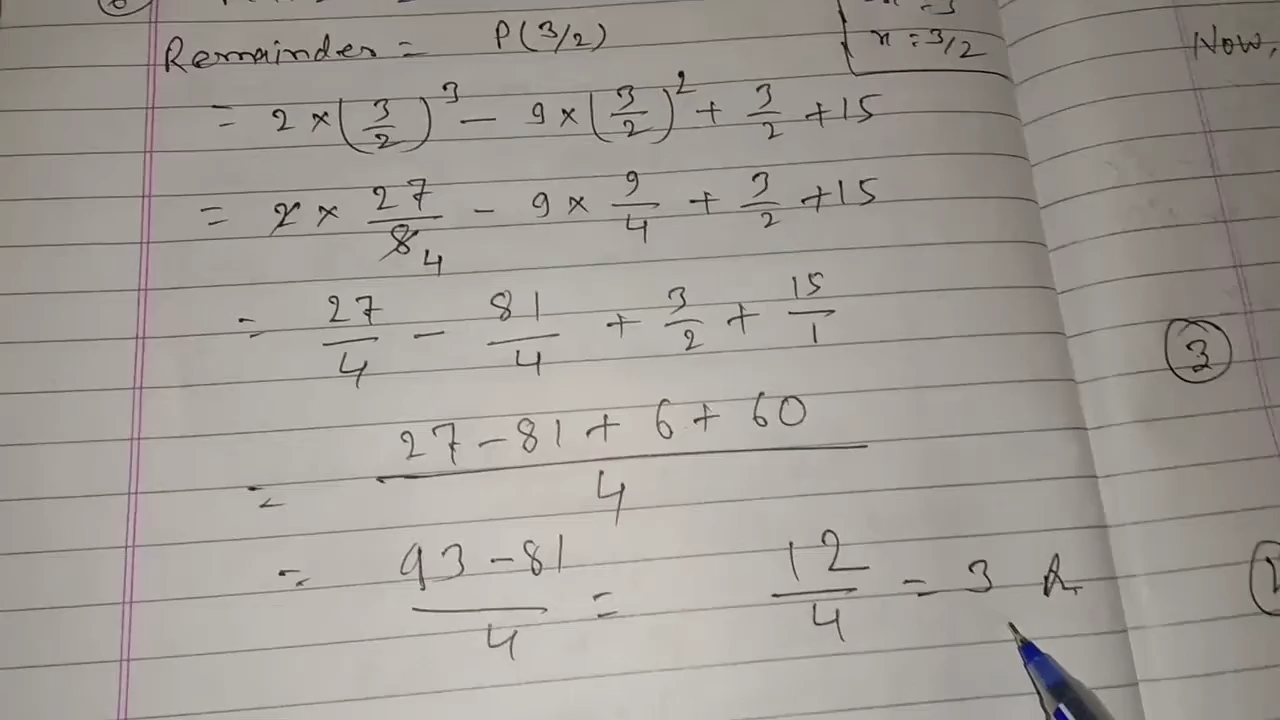 Remainder = P(3/2)
x = 3/2
Now,
= 2 × (3/2)^3 - 9 × (3/2)^2 + 3/2 + 15
= 2 × 27/8 4 - 9 × 9/4 + 3/2 + 15
= 27/4 - 81/4 + 3/2 + 15/1
3
= 27 - 81 + 6 + 60 / 4
= 93 - 81 / 4 = 12/4 = 3